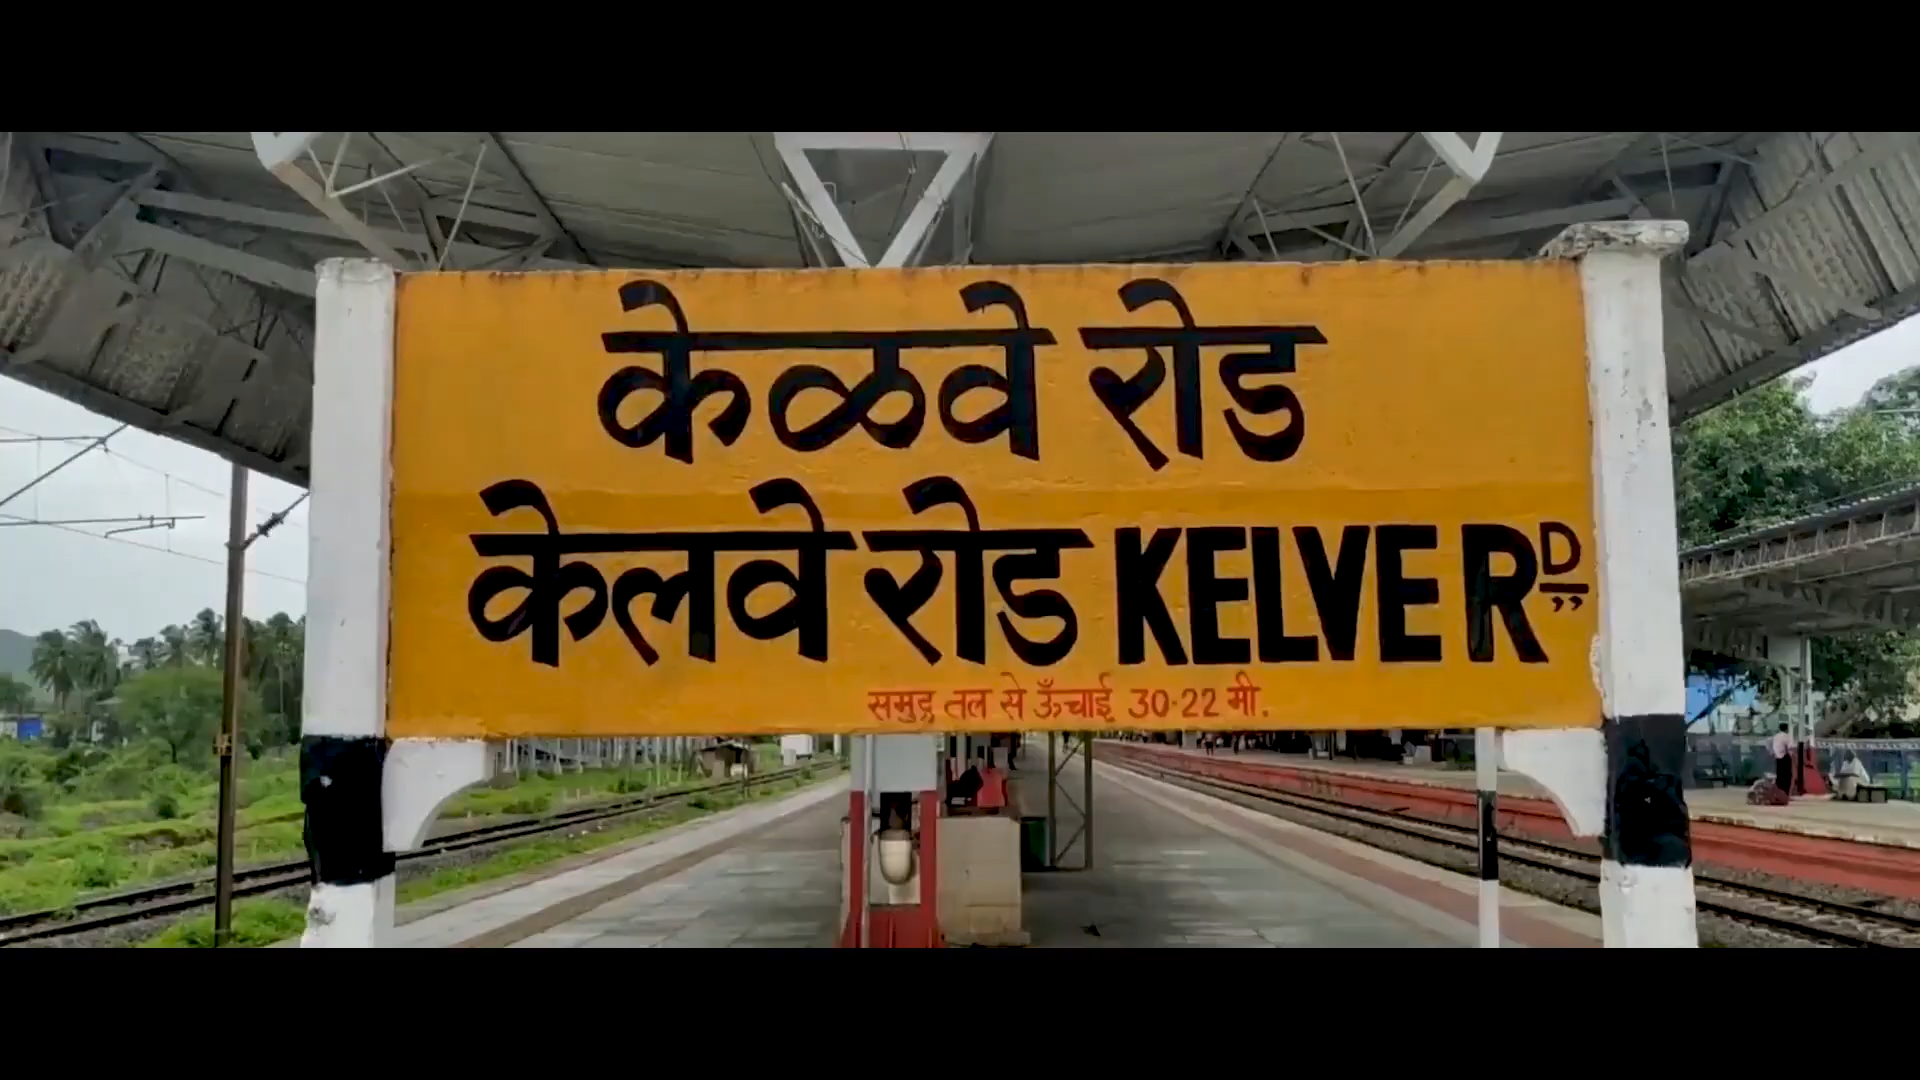 केळवे रोड
केलवे रोड KELVE RD
समुद्र तल से ऊँचाई 30·22 मी.